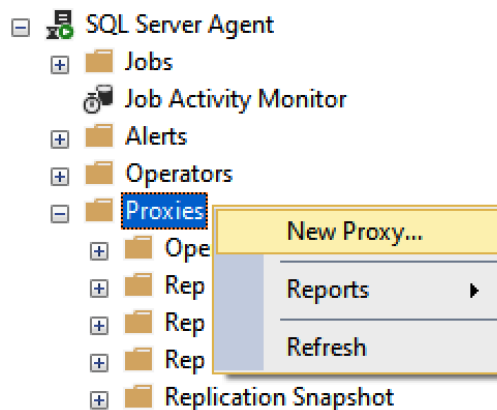 SQL Server Agent
Jobs
Job Activity Monitor
Alerts
Operators
Proxies
New Proxy...
Ope
Rep
Reports
Rep
Rep
Refresh
Replication Snapshot